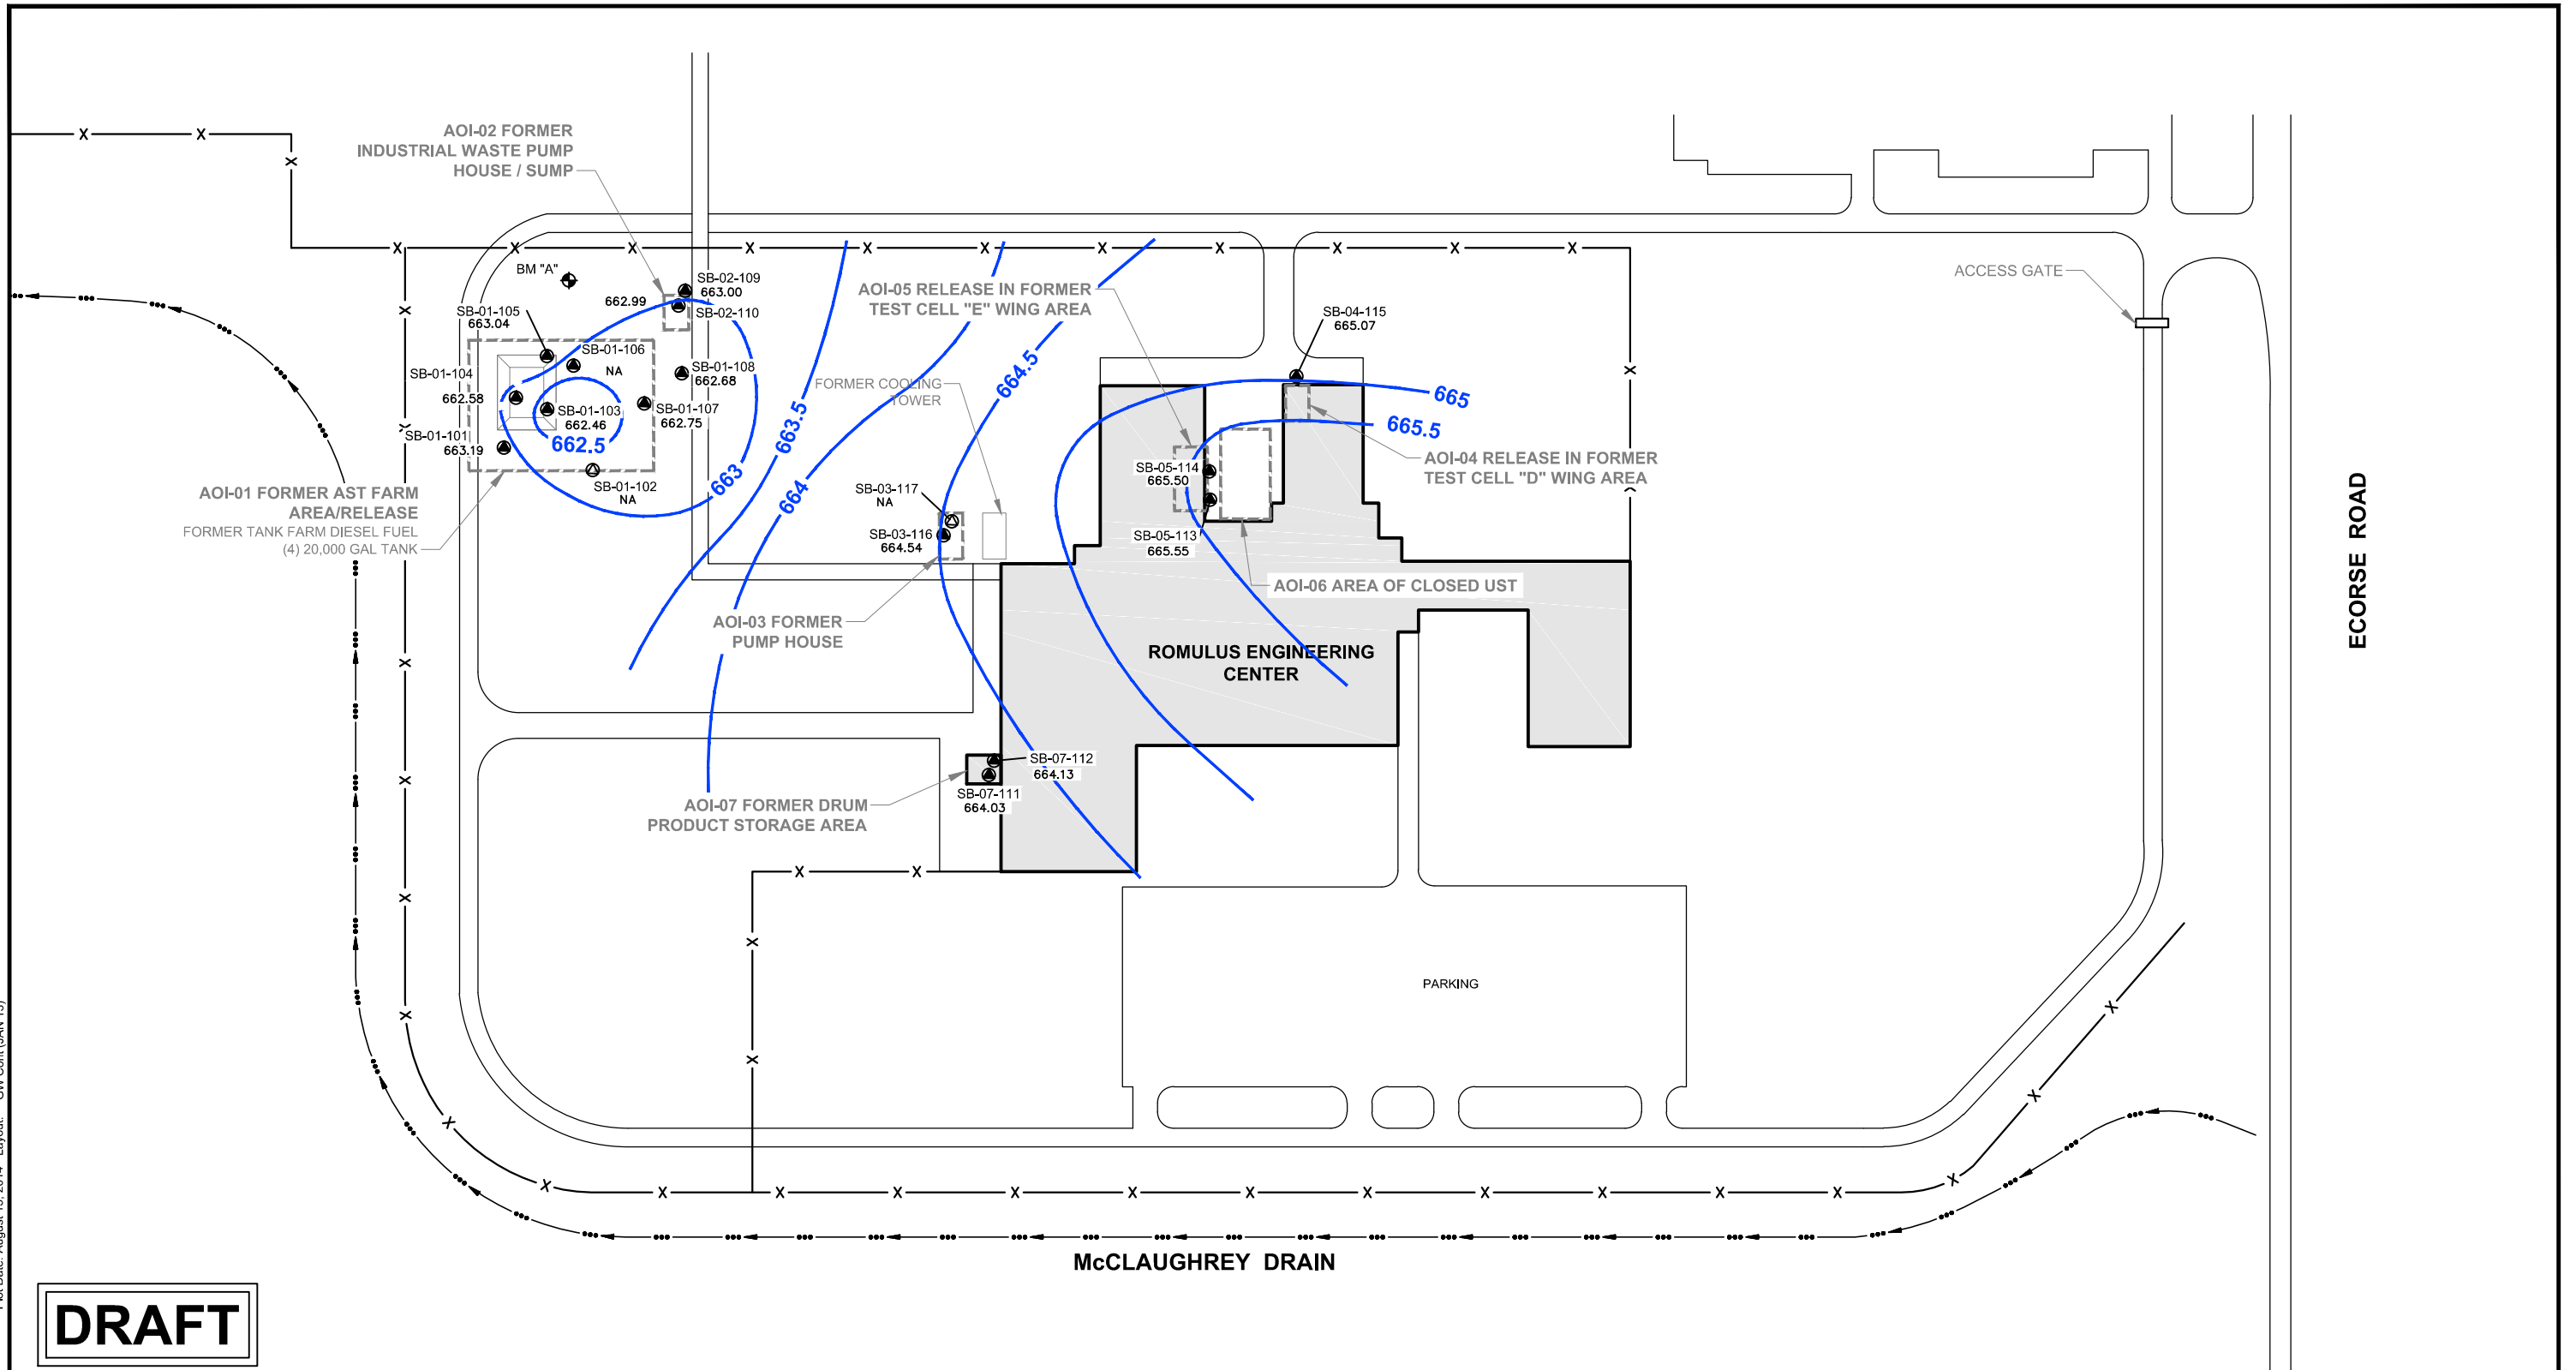 AOI-02 FORMER
INDUSTRIAL WASTE PUMP
HOUSE / SUMP
BM "A"
SB-02-109
663.00
662.99
SB-02-110
SB-01-105
663.04
SB-01-106
NA
SB-01-104
662.58
SB-01-108
662.68
SB-01-103
662.46
662.5
SB-01-107
662.75
SB-01-101
663.19
SB-01-102
NA
663
663.5
664
664.5
665
665.5
AOI-01 FORMER AST FARM
AREA/RELEASE
FORMER TANK FARM DIESEL FUEL
(4) 20,000 GAL TANK
AOI-05 RELEASE IN FORMER
TEST CELL "E" WING AREA
SB-04-115
665.07
ACCESS GATE
FORMER COOLING
TOWER
AOI-04 RELEASE IN FORMER
TEST CELL "D" WING AREA
SB-03-117
NA
SB-03-116
664.54
SB-05-114
665.50
SB-05-113
665.55
AOI-06 AREA OF CLOSED UST
AOI-03 FORMER
PUMP HOUSE
ROMULUS ENGINEERING
CENTER
ECORSE ROAD
SB-07-112
664.13
SB-07-111
664.03
AOI-07 FORMER DRUM
PRODUCT STORAGE AREA
PARKING
McCLAUGHREY DRAIN
DRAFT